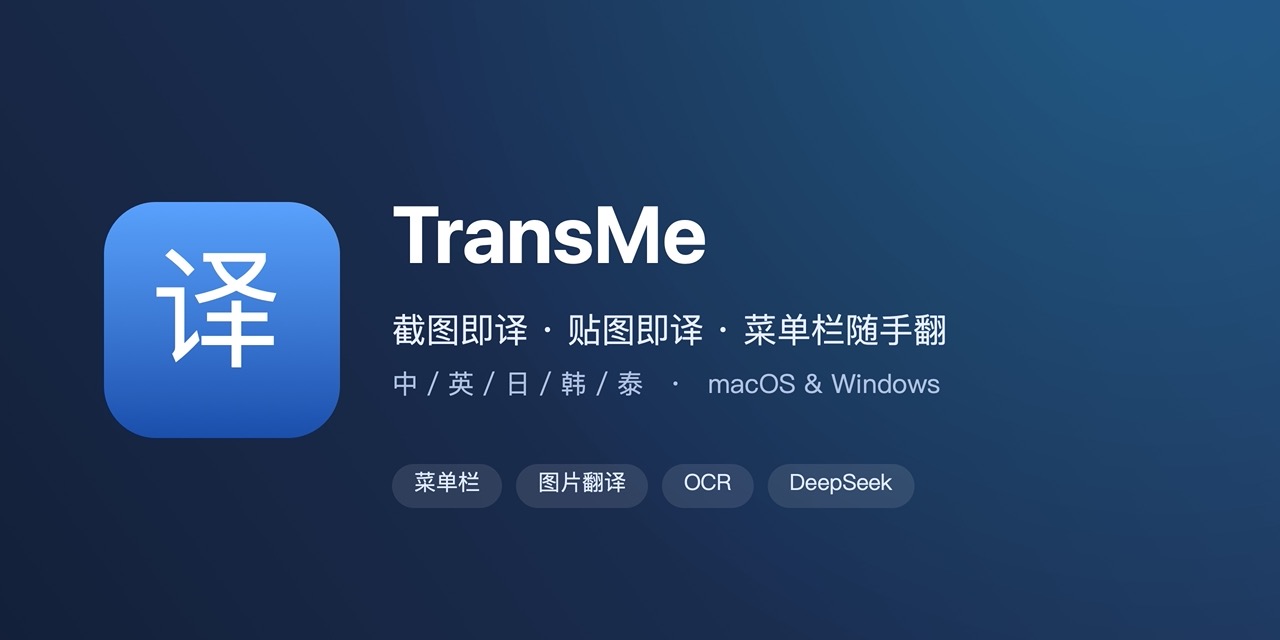 译
TransMe
截图即译 · 贴图即译 · 菜单栏随手翻
中 / 英 / 日 / 韩 / 泰 · macOS & Windows
菜单栏 图片翻译 OCR DeepSeek